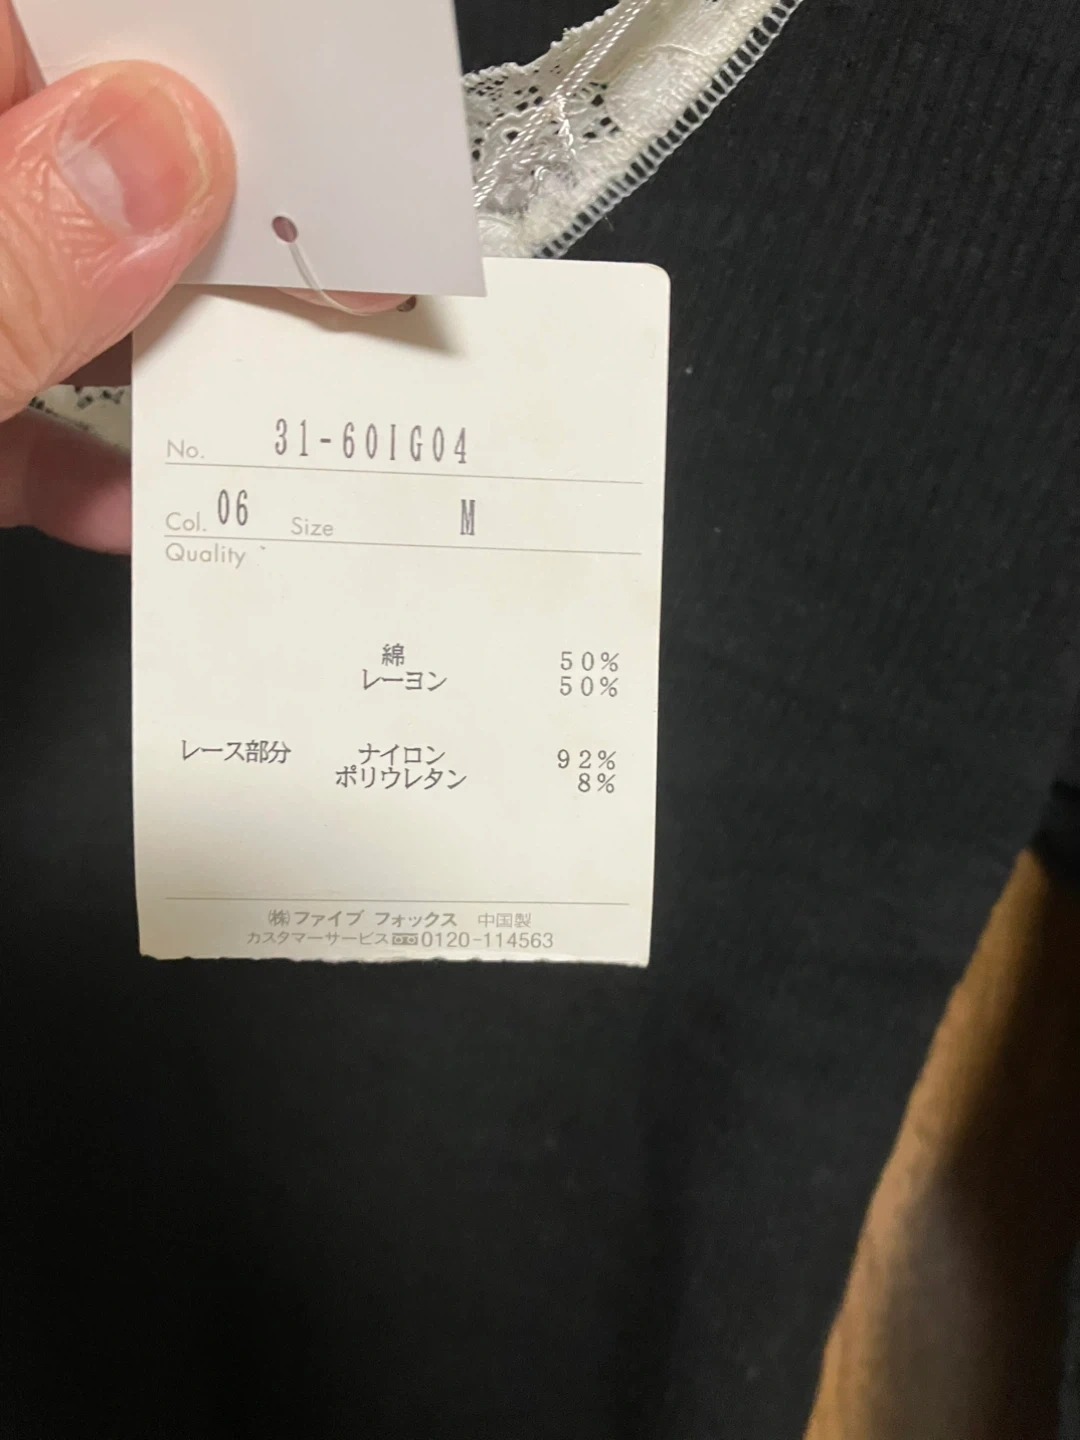 No. 31-60IG04
Col. 06 Size M
Quality
綿 50%
レーヨン 50%
レース部分 ナイロン 92%
ポリウレタン 8%
㈱ファイブ フォックス 中国製
カスタマーサービス 0120-114563